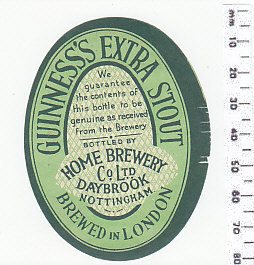 GUINNESS'S EXTRA STOUT
We
guarantee
the contents of
this bottle to be
genuine as received
from the Brewery
BOTTLED BY
HOME BREWERY
Co LTD
DAYBROOK
NOTTINGHAM
BREWED IN LONDON
mm
10
20
30
40
50
60
70
80